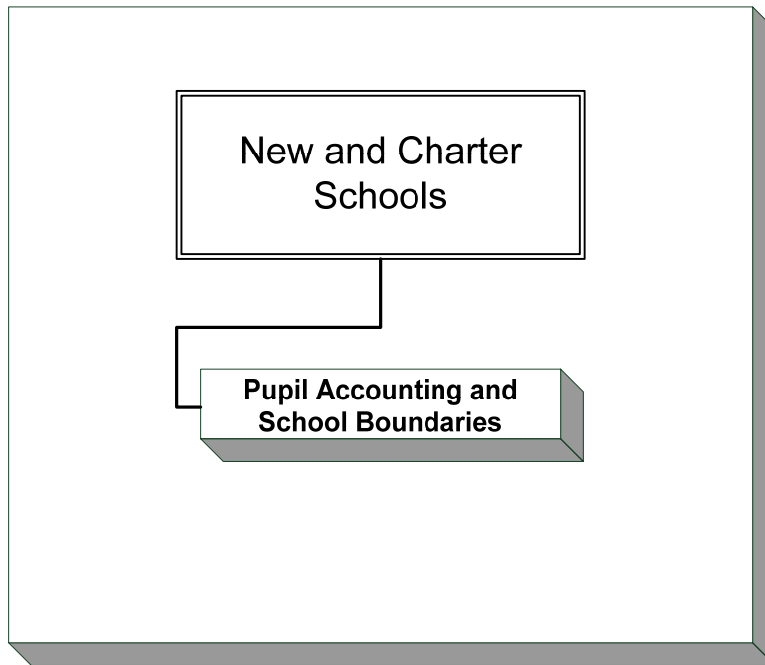 New and Charter
Schools
Pupil Accounting and
School Boundaries